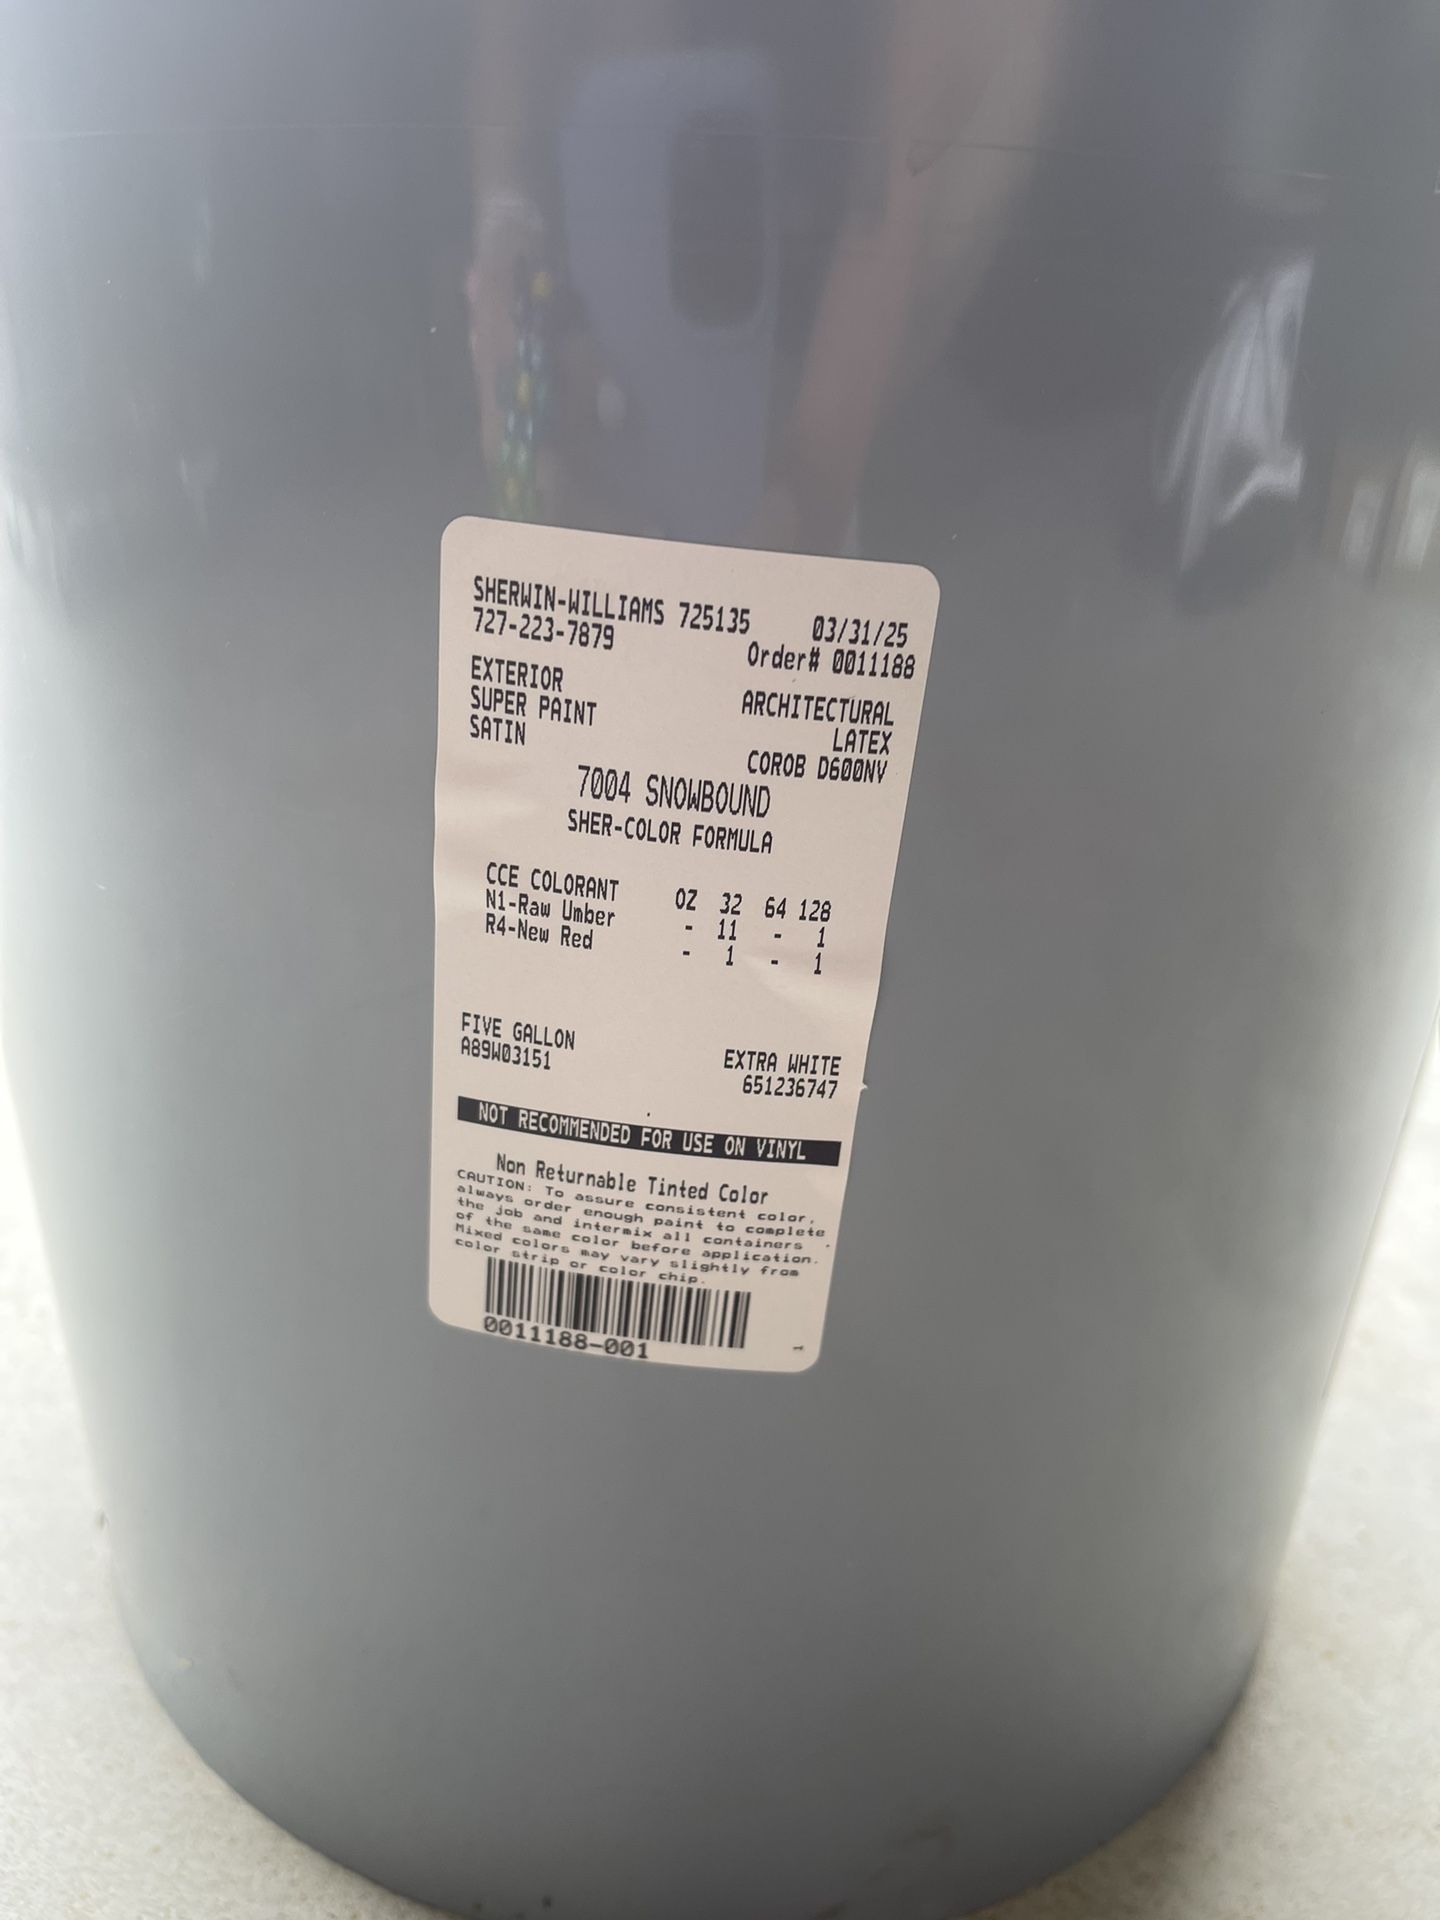 SHERWIN-WILLIAMS 725135 03/31/25
727-223-7879 Order# 0011188
EXTERIOR ARCHITECTURAL
SUPER PAINT LATEX
SATIN COROB D600NV
7004 SNOWBOUND
SHER-COLOR FORMULA
CCE COLORANT OZ 32 64 128
N1-Raw Umber - 11 - 1
R4-New Red - 1 - 1
FIVE GALLON EXTRA WHITE
A89W03151 651236747
NOT RECOMMENDED FOR USE ON VINYL
Non Returnable Tinted Color
CAUTION: To assure consistent color,
always order enough paint to complete
the job and intermix all containers
of the same color before application.
Mixed colors may vary slightly from
color strip or color chip.
0011188-001 1